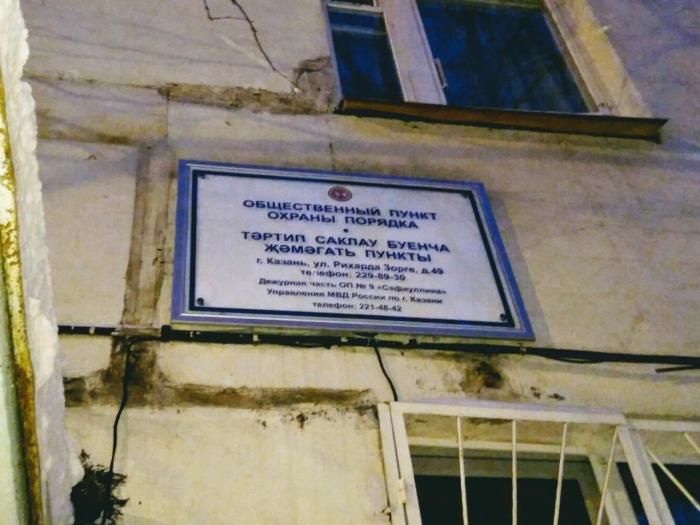 ОБЩЕСТВЕННЫЙ ПУНКТ
ОХРАНЫ ПОРЯДКА
•
ТӘРТИП САКЛАУ БУЕНЧА
ҖӘМӘГАТЬ ПУНКТЫ
г. Казань, ул. Рихарда Зорге, д.49
телефон: 229-89-30
Дежурная часть ОП № 9 «Сафиуллина»
Управления МВД России по г. Казани
телефон: 221-48-42